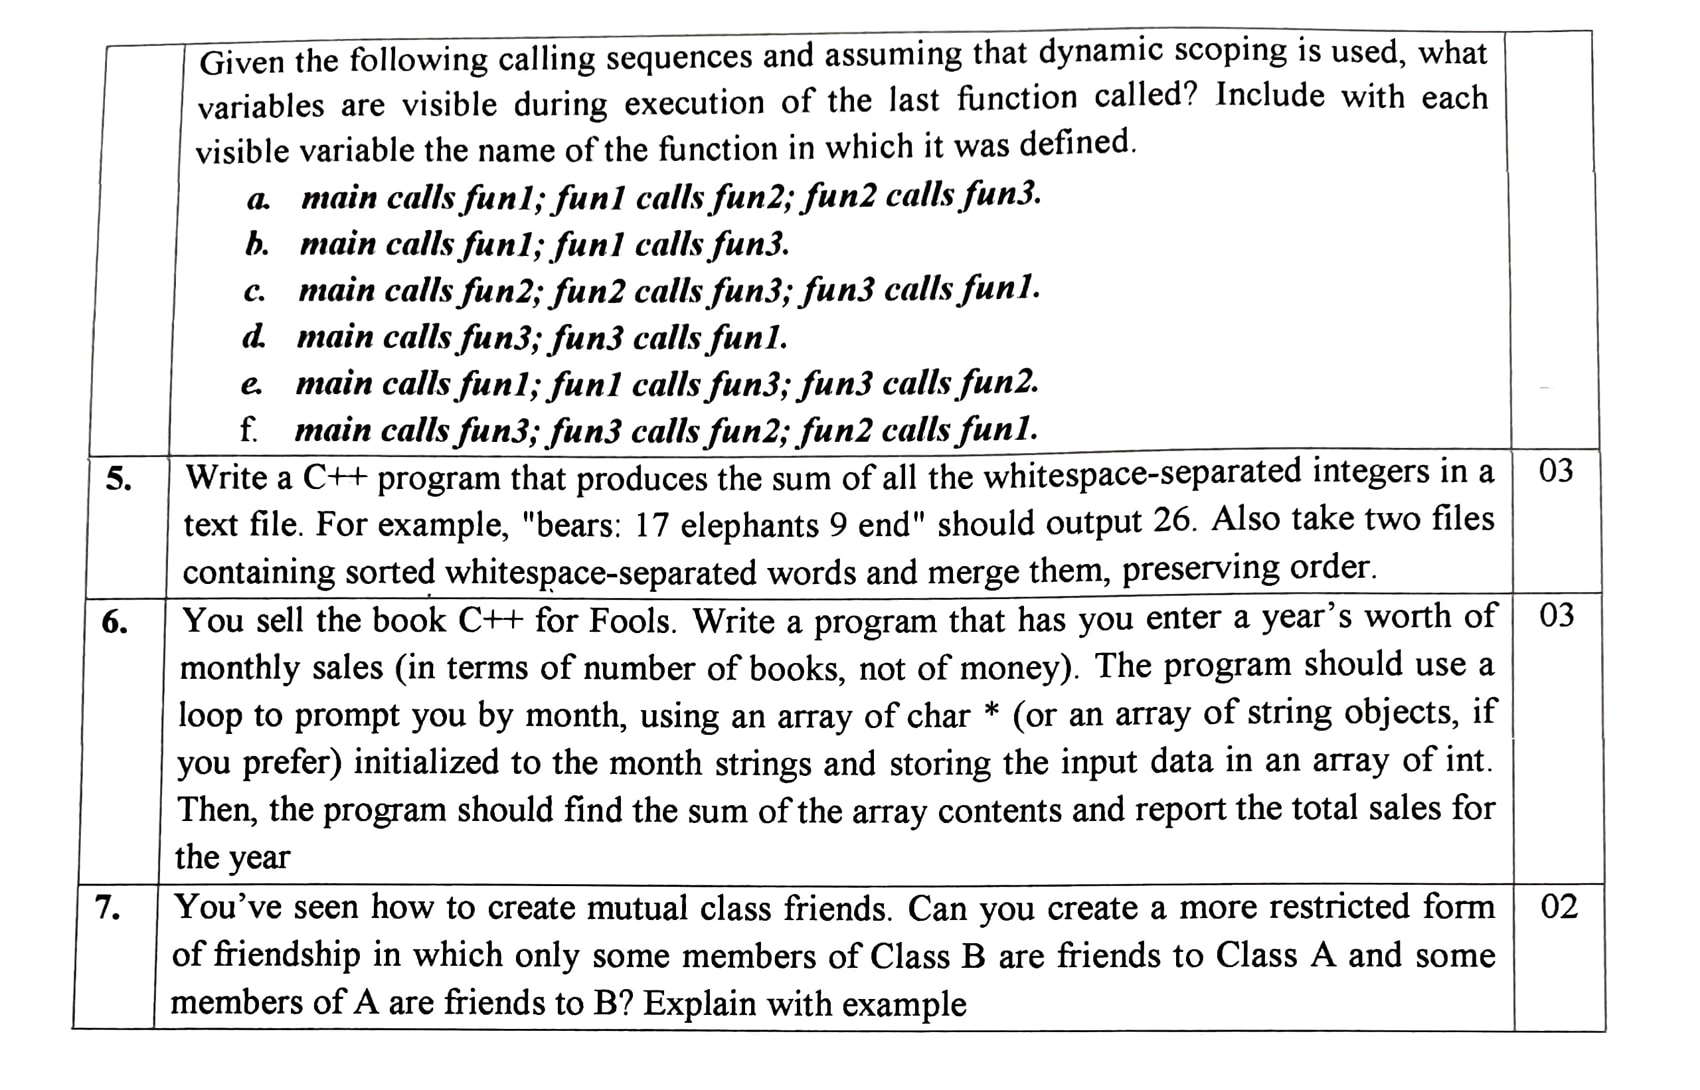 Given the following calling sequences and assuming that dynamic scoping is used, what
variables are visible during execution of the last function called? Include with each
visible variable the name of the function in which it was defined.
a. main calls fun1; fun1 calls fun2; fun2 calls fun3.
b. main calls fun1; fun1 calls fun3.
c. main calls fun2; fun2 calls fun3; fun3 calls fun1.
d. main calls fun3; fun3 calls fun1.
e. main calls fun1; fun1 calls fun3; fun3 calls fun2.
f. main calls fun3; fun3 calls fun2; fun2 calls fun1.
5. Write a C++ program that produces the sum of all the whitespace-separated integers in a 03
text file. For example, "bears: 17 elephants 9 end" should output 26. Also take two files
containing sorted whitespace-separated words and merge them, preserving order.
6. You sell the book C++ for Fools. Write a program that has you enter a year's worth of 03
monthly sales (in terms of number of books, not of money). The program should use a
loop to prompt you by month, using an array of char * (or an array of string objects, if
you prefer) initialized to the month strings and storing the input data in an array of int.
Then, the program should find the sum of the array contents and report the total sales for
the year
7. You've seen how to create mutual class friends. Can you create a more restricted form 02
of friendship in which only some members of Class B are friends to Class A and some
members of A are friends to B? Explain with example